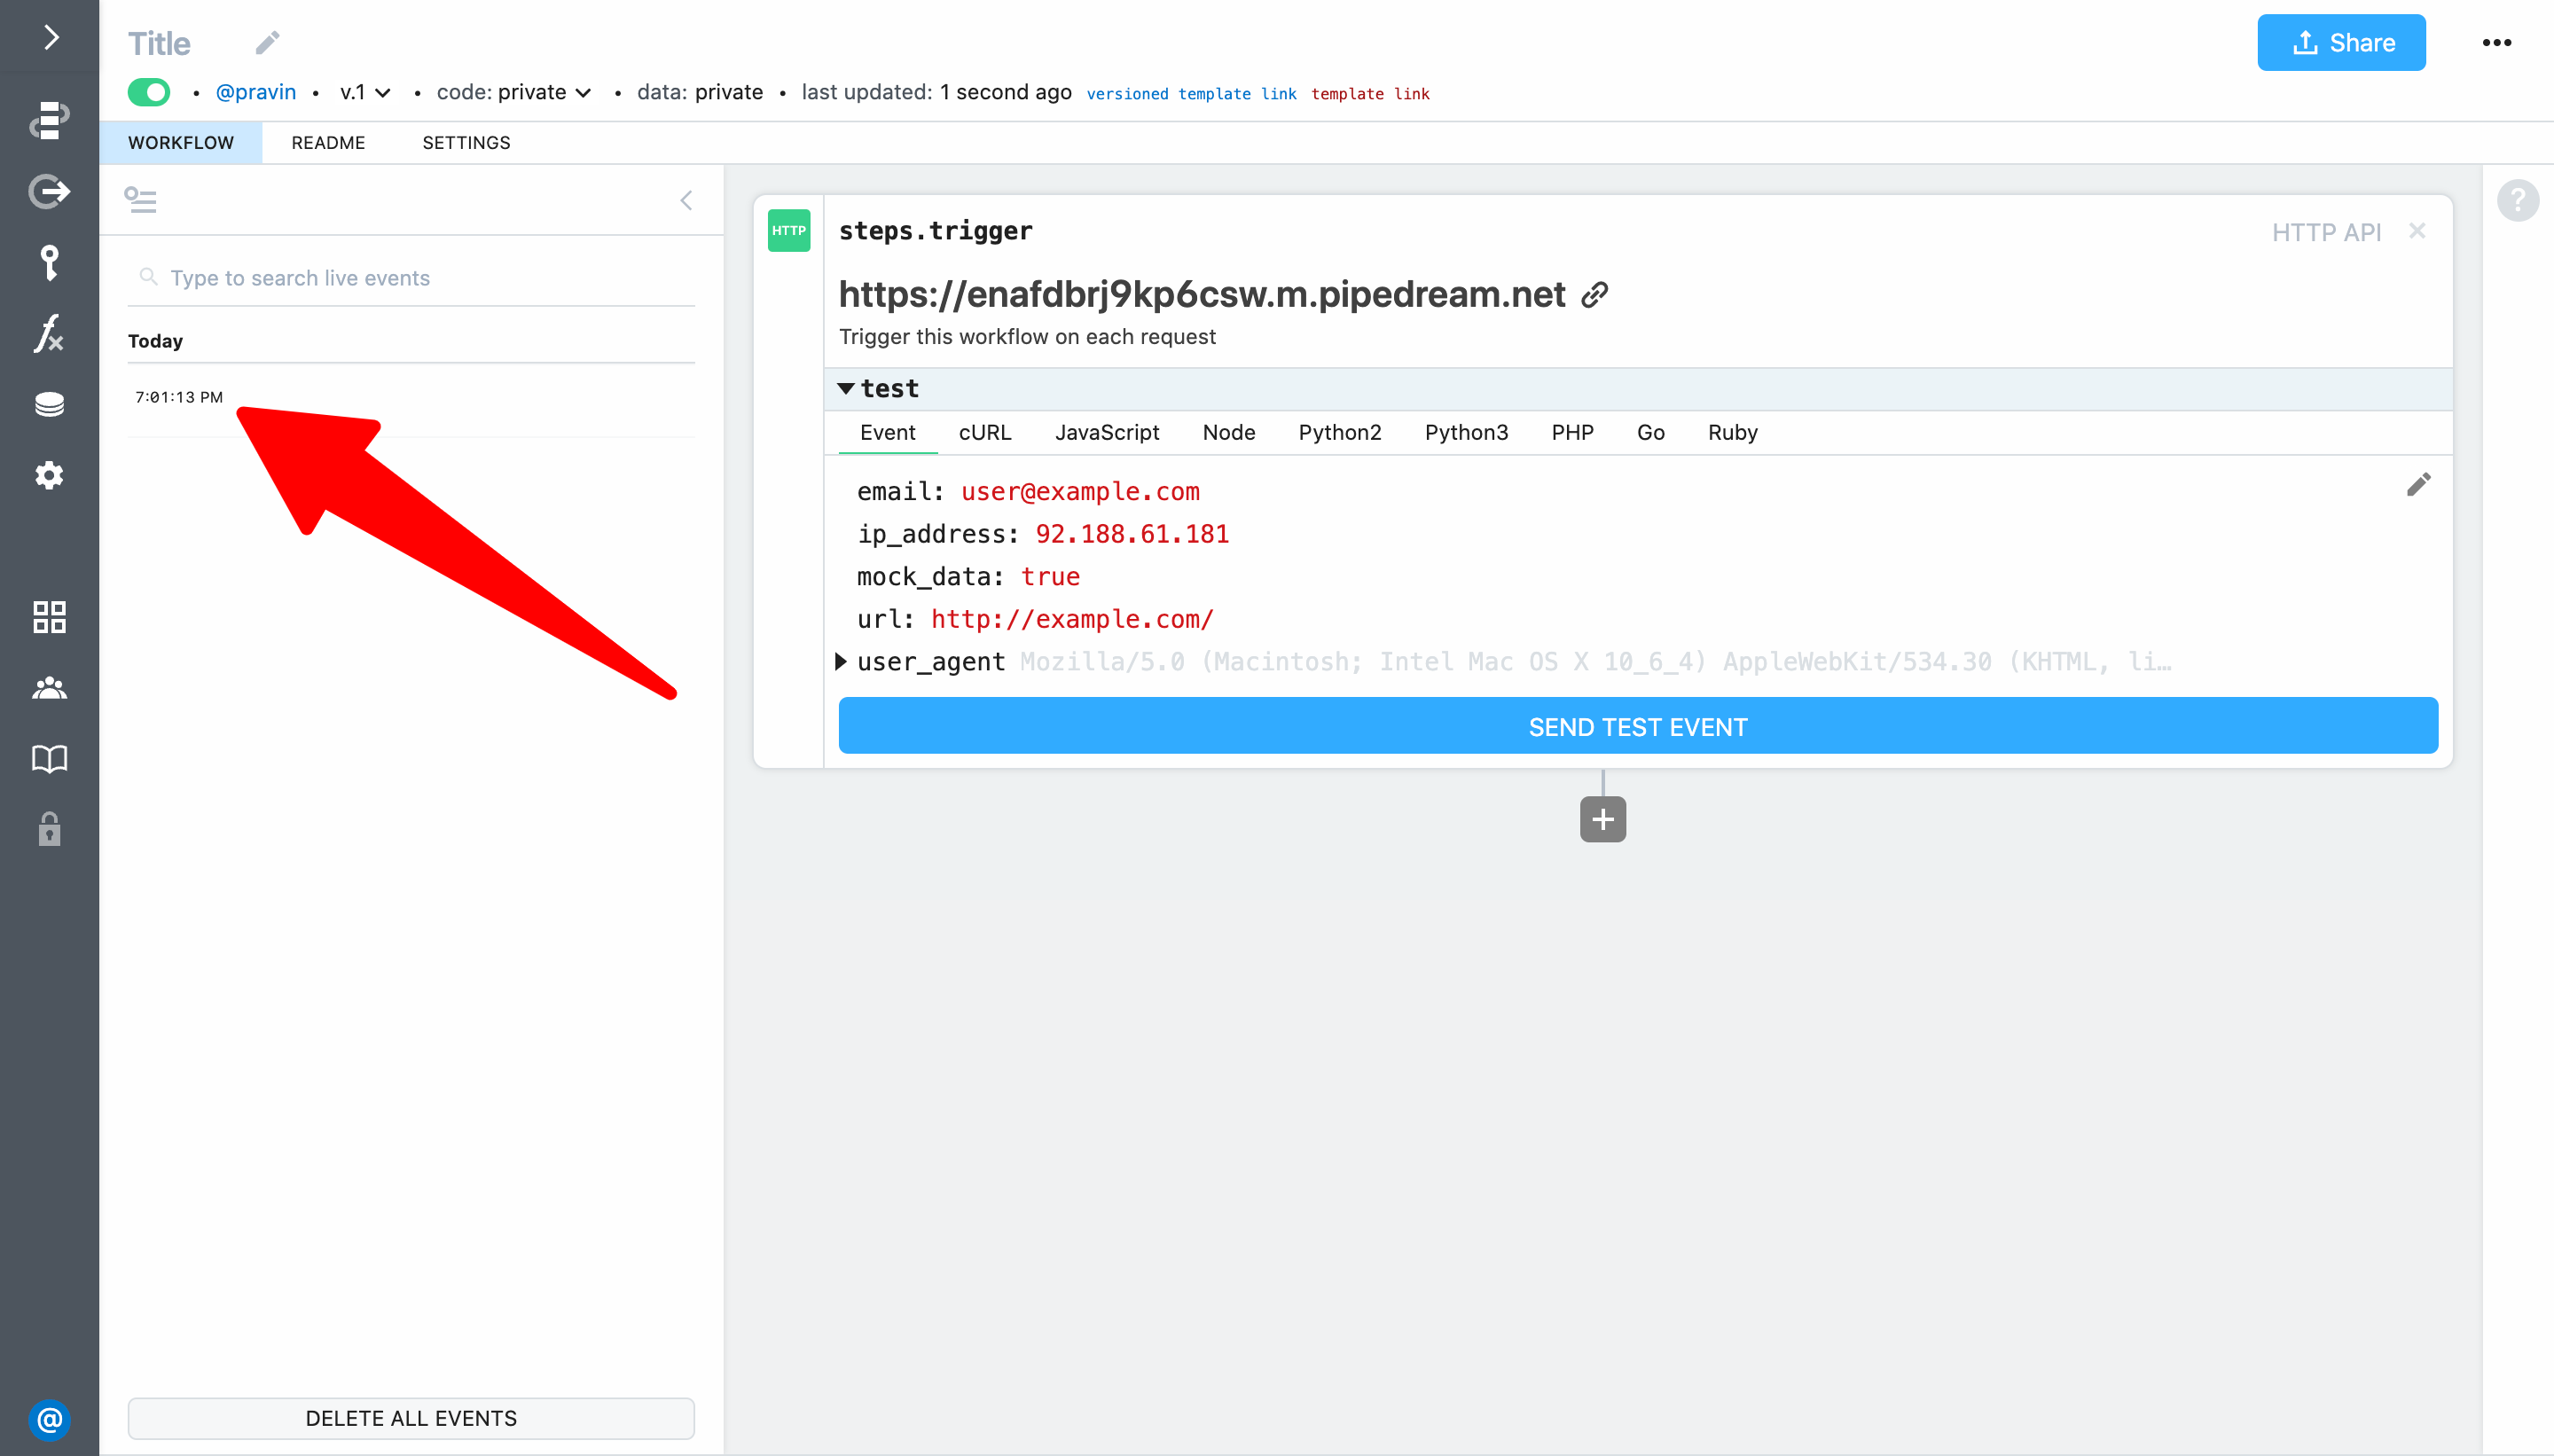 Title
Share
@pravin • v.1 • code: private • data: private • last updated: 1 second ago versioned template link template link
WORKFLOW README SETTINGS
Type to search live events
Today
7:01:13 PM
DELETE ALL EVENTS
@
HTTP
steps.trigger
HTTP API
https://enafdbrj9kp6csw.m.pipedream.net
Trigger this workflow on each request
test
Event cURL JavaScript Node Python2 Python3 PHP Go Ruby
email: user@example.com
ip_address: 92.188.61.181
mock_data: true
url: http://example.com/
user_agent Mozilla/5.0 (Macintosh; Intel Mac OS X 10_6_4) AppleWebKit/534.30 (KHTML, li…
SEND TEST EVENT
?